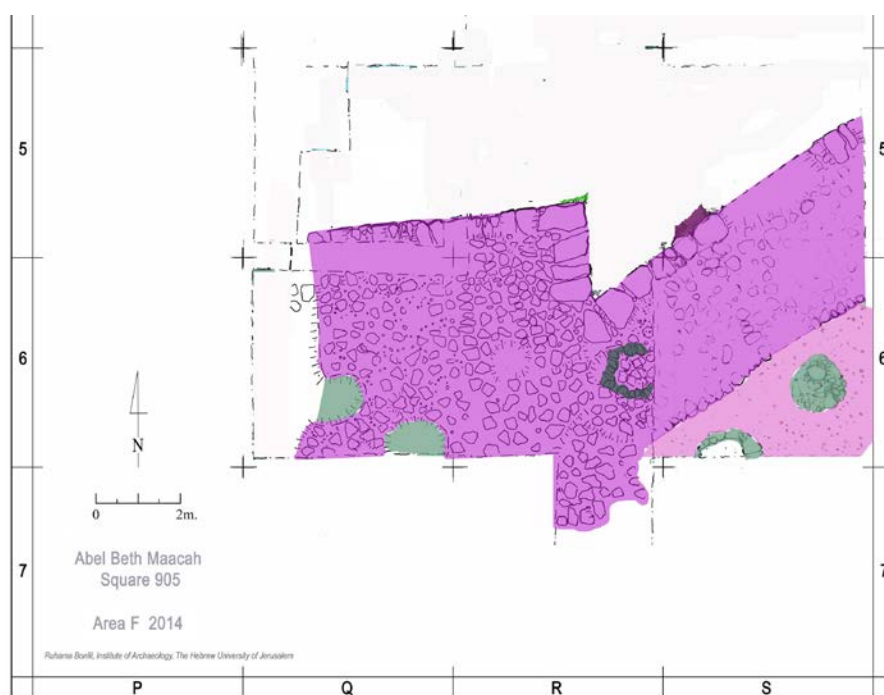 5
5
6
6
N
0 2m.
Abel Beth Maacah
Square 905
Area F 2014
7
7
Ruhama Bonfil, Institute of Archaeology, The Hebrew University of Jerusalem
P Q R S